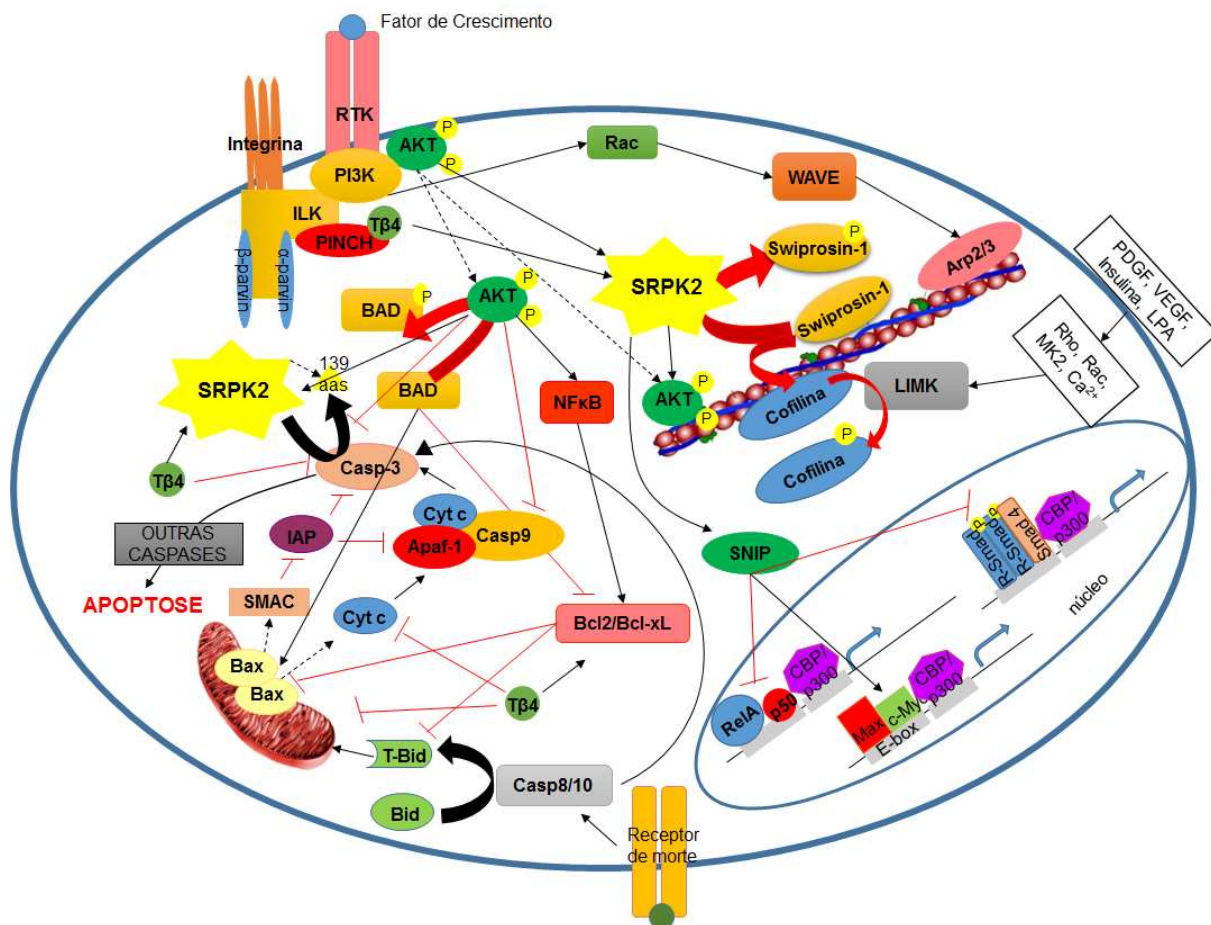 Fator de Crescimento
RTK
Integrina
AKT
P
P
PI3K
ILK
Tβ4
PINCH
β-parvin
α-parvin
Rac
WAVE
Arp2/3
P
Swiprosin-1
Swiprosin-1
SRPK2
PDGF, VEGF,
Insulina, LPA
Rho, Rac,
MK2, Ca²⁺
LIMK
Cofilina
P
Cofilina
AKT
P
P
P
BAD
AKT
P
P
139
aas
SRPK2
BAD
NFκB
Tβ4
Casp-3
OUTRAS
CASPASES
APOPTOSE
IAP
Cyt c
Apaf-1
Casp9
SMAC
Cyt c
Bcl2/Bcl-xL
Bax
Bax
Tβ4
T-Bid
Bid
Casp8/10
Receptor
de morte
SNIP
P
P
R-Smad
R-Smad
Smad 4
CBP/
p300
núcleo
RelA
p50
CBP/
p300
Max
c-Myc
CBP/
p300
E-box